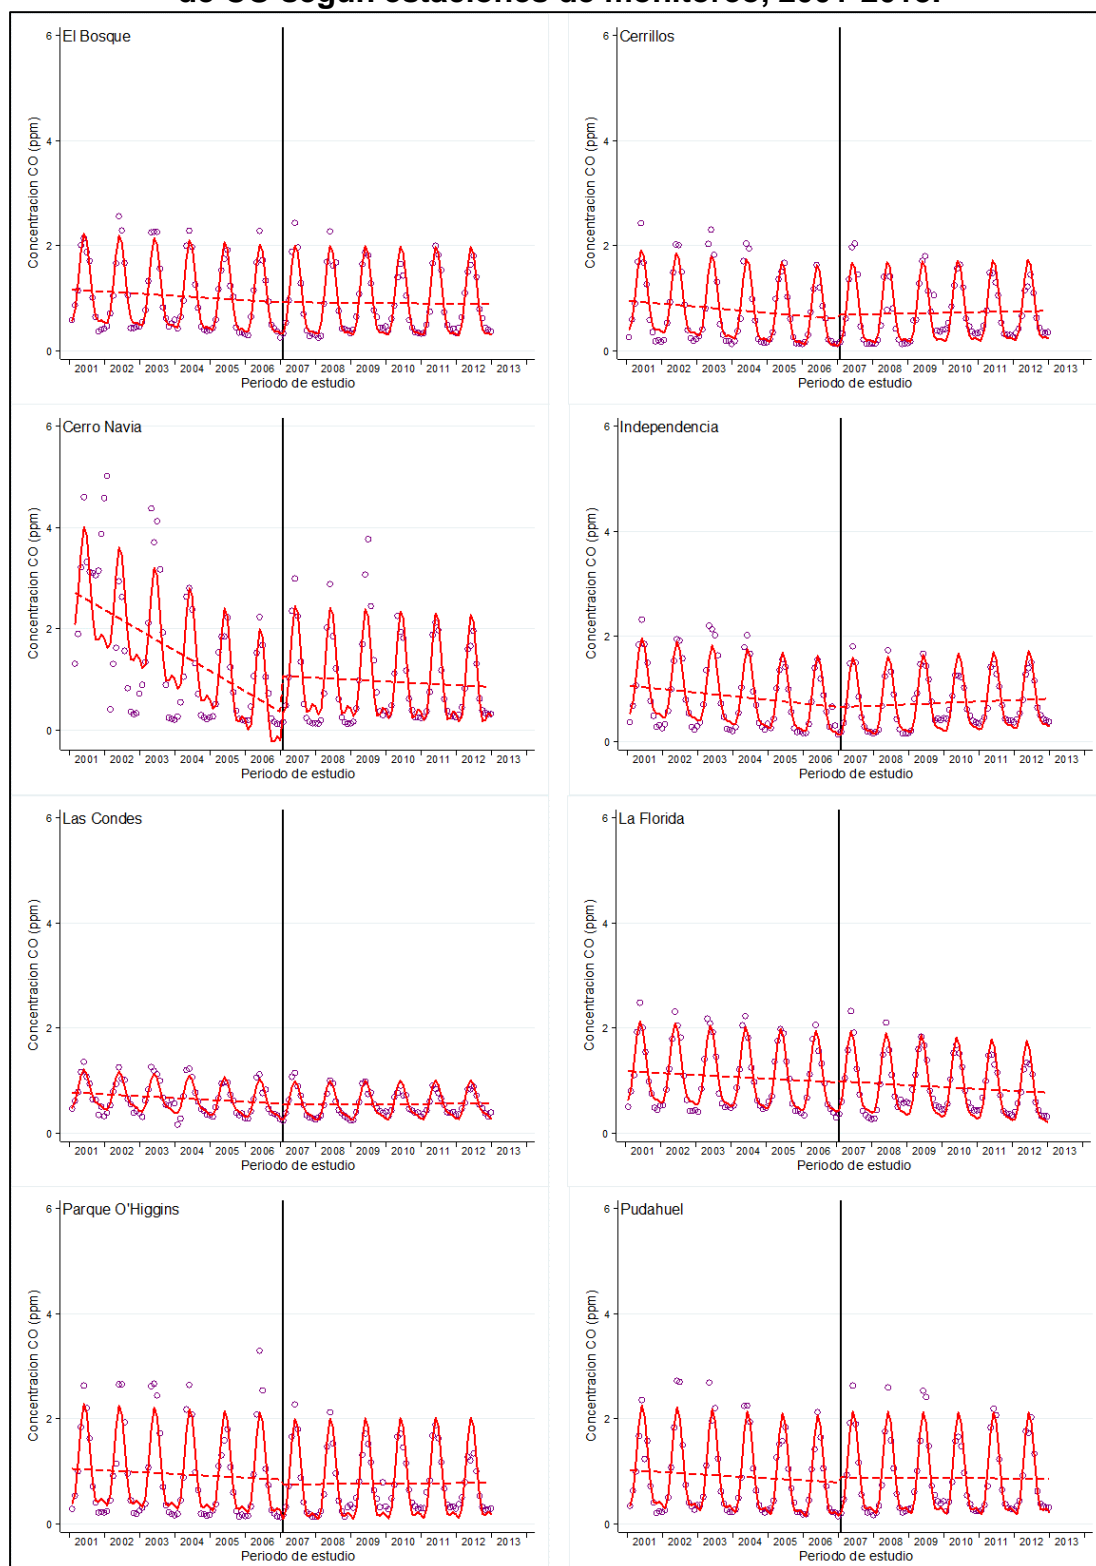 de CO según estaciones de monitoreo, 2001-2013.
El Bosque
Concentracion CO (ppm)
6
4
2
0
2001 2002 2003 2004 2005 2006 2007 2008 2009 2010 2011 2012 2013
Periodo de estudio
Cerrillos
Concentracion CO (ppm)
6
4
2
0
2001 2002 2003 2004 2005 2006 2007 2008 2009 2010 2011 2012 2013
Periodo de estudio
Cerro Navia
Concentracion CO (ppm)
6
4
2
0
2001 2002 2003 2004 2005 2006 2007 2008 2009 2010 2011 2012 2013
Periodo de estudio
Independencia
Concentracion CO (ppm)
6
4
2
0
2001 2002 2003 2004 2005 2006 2007 2008 2009 2010 2011 2012 2013
Periodo de estudio
Las Condes
Concentracion CO (ppm)
6
4
2
0
2001 2002 2003 2004 2005 2006 2007 2008 2009 2010 2011 2012 2013
Periodo de estudio
La Florida
Concentracion CO (ppm)
6
4
2
0
2001 2002 2003 2004 2005 2006 2007 2008 2009 2010 2011 2012 2013
Periodo de estudio
Parque O'Higgins
Concentracion CO (ppm)
6
4
2
0
2001 2002 2003 2004 2005 2006 2007 2008 2009 2010 2011 2012 2013
Periodo de estudio
Pudahuel
Concentracion CO (ppm)
6
4
2
0
2001 2002 2003 2004 2005 2006 2007 2008 2009 2010 2011 2012 2013
Periodo de estudio